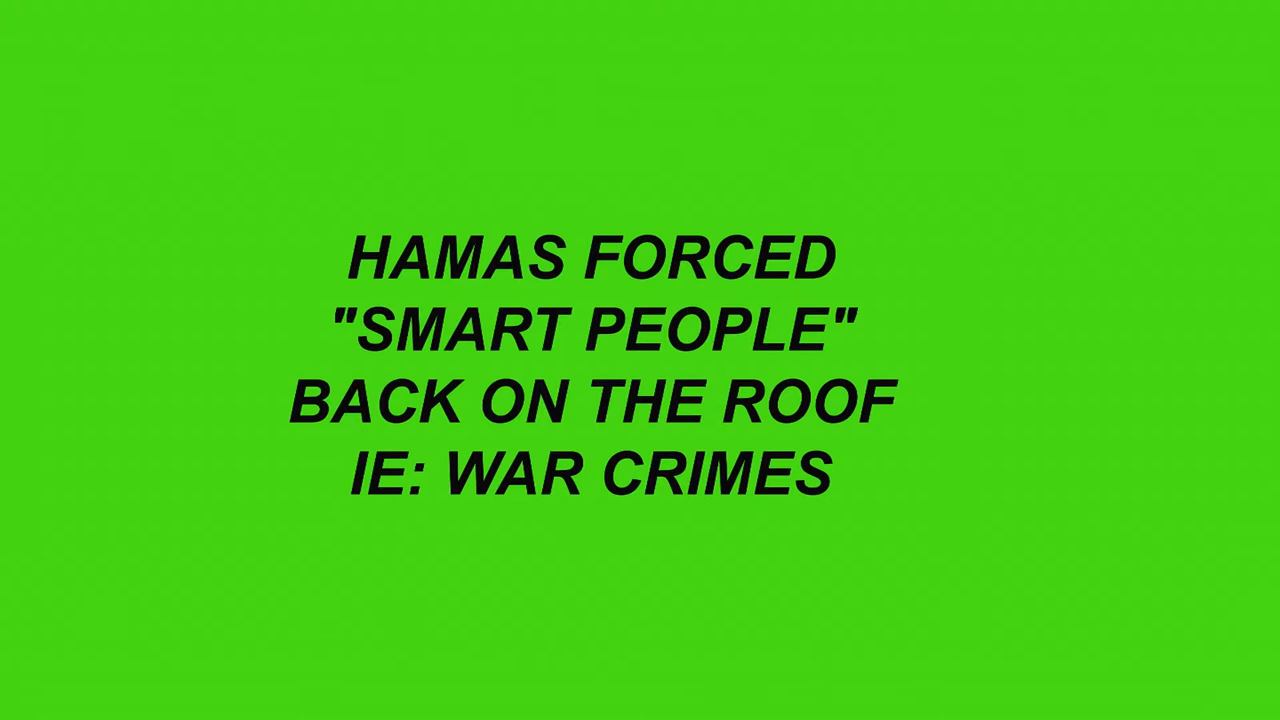 HAMAS FORCED
"SMART PEOPLE"
BACK ON THE ROOF
IE: WAR CRIMES